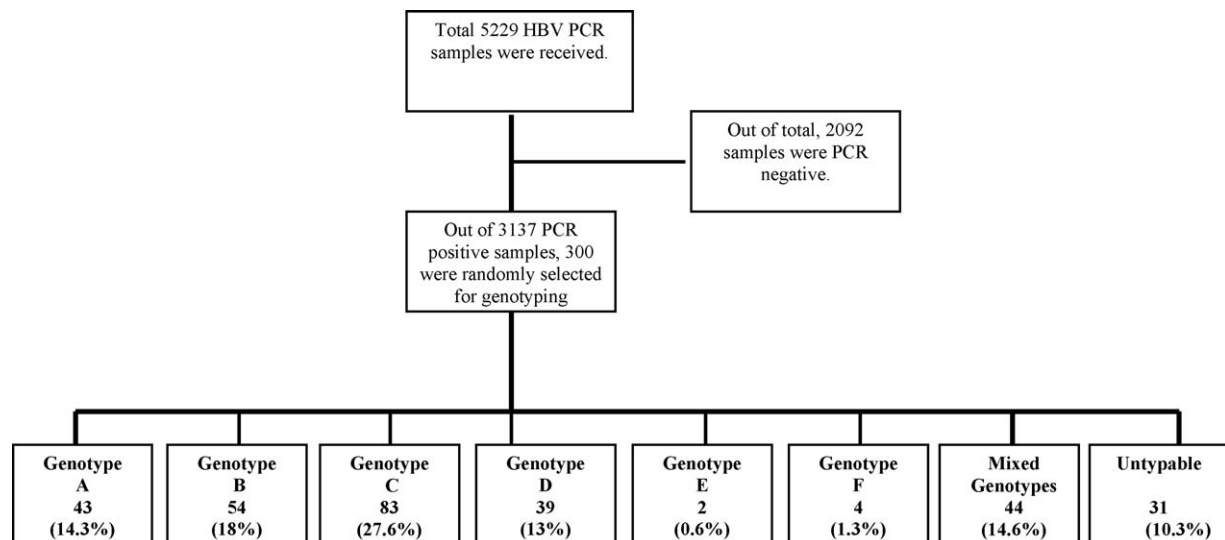 Total 5229 HBV PCR
samples were received.
Out of total, 2092
samples were PCR
negative.
Out of 3137 PCR
positive samples, 300
were randomly selected
for genotyping
Genotype
A
43
(14.3%)
Genotype
B
54
(18%)
Genotype
C
83
(27.6%)
Genotype
D
39
(13%)
Genotype
E
2
(0.6%)
Genotype
F
4
(1.3%)
Mixed
Genotypes
44
(14.6%)
Untypable
31
(10.3%)